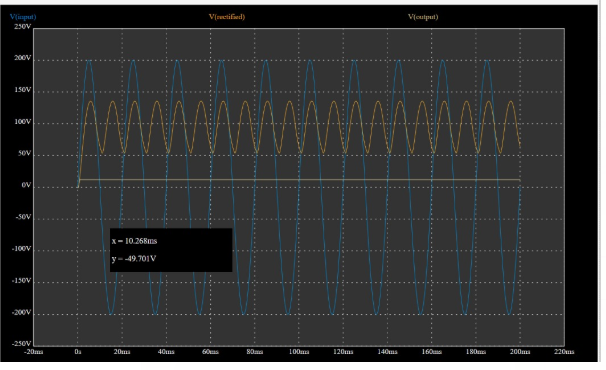 V(input) V(rectified) V(output)
250V
200V
150V
100V
50V
0V
-50V
-100V
-150V
-200V
-250V
x = 10.268ms
y = -49.701V
-20ms 0s 20ms 40ms 60ms 80ms 100ms 120ms 140ms 160ms 180ms 200ms 220ms